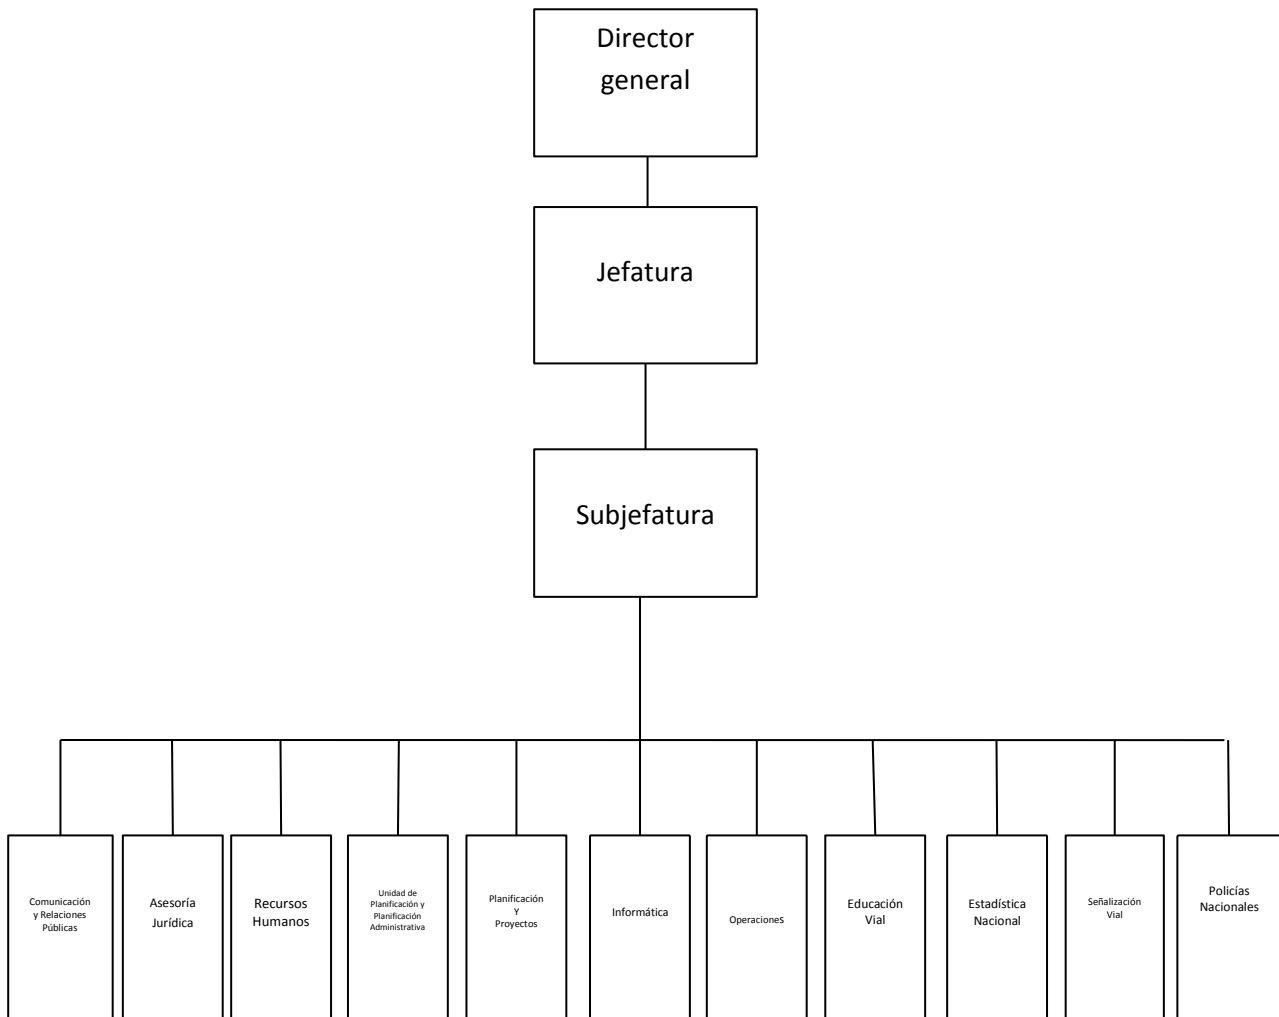 Director
general
Jefatura
Subjefatura
Comunicación
y Relaciones
Públicas
Asesoría
Jurídica
Recursos
Humanos
Unidad de
Planificación y
Planificación
Administrativa
Planificación
Y
Proyectos
Informática
Operaciones
Educación
Vial
Estadística
Nacional
Señalización
Vial
Policías
Nacionales